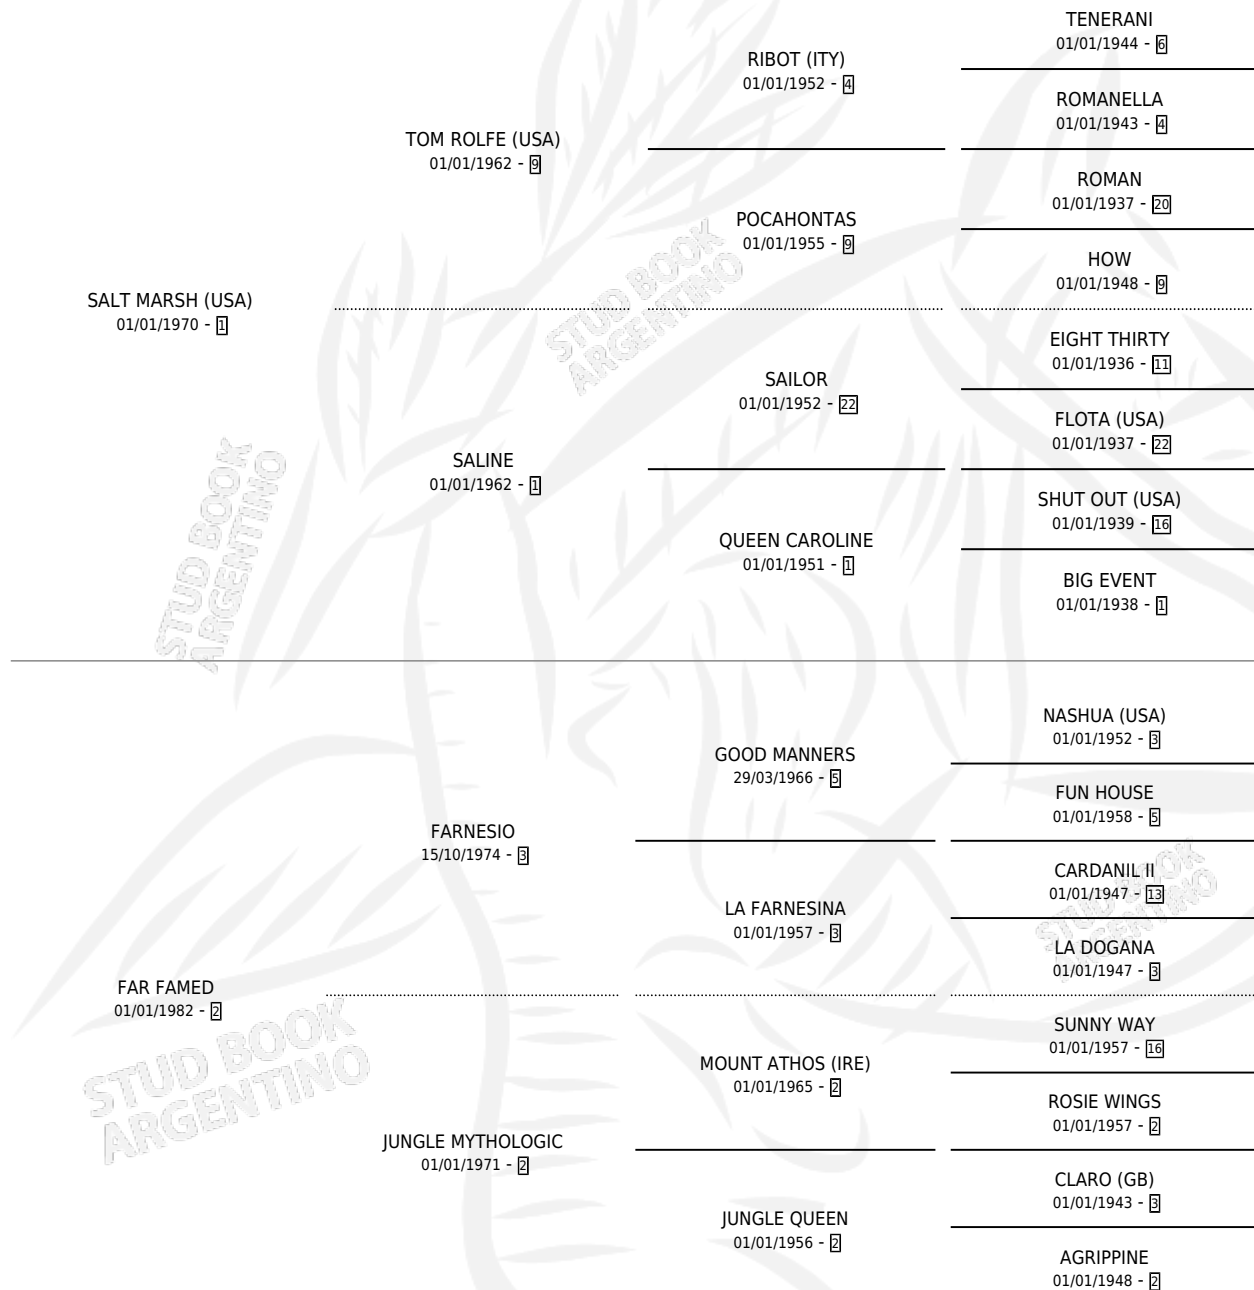 TENERANI
01/01/1944 - 6
RIBOT (ITY)
01/01/1952 - 4
ROMANELLA
01/01/1943 - 4
TOM ROLFE (USA)
01/01/1962 - 9
ROMAN
01/01/1937 - 20
POCAHONTAS
01/01/1955 - 9
HOW
01/01/1948 - 9
SALT MARSH (USA)
01/01/1970 - 1
EIGHT THIRTY
01/01/1936 - 11
SAILOR
01/01/1952 - 22
FLOTA (USA)
01/01/1937 - 22
SALINE
01/01/1962 - 1
SHUT OUT (USA)
01/01/1939 - 16
QUEEN CAROLINE
01/01/1951 - 1
BIG EVENT
01/01/1938 - 1
NASHUA (USA)
01/01/1952 - 3
GOOD MANNERS
29/03/1966 - 5
FUN HOUSE
01/01/1958 - 5
FARNESIO
15/10/1974 - 3
CARDANIL II
01/01/1947 - 13
LA FARNESINA
01/01/1957 - 3
LA DOGANA
01/01/1947 - 3
FAR FAMED
01/01/1982 - 2
SUNNY WAY
01/01/1957 - 16
MOUNT ATHOS (IRE)
01/01/1965 - 2
ROSIE WINGS
01/01/1957 - 2
JUNGLE MYTHOLOGIC
01/01/1971 - 2
CLARO (GB)
01/01/1943 - 3
JUNGLE QUEEN
01/01/1956 - 2
AGRIPPINE
01/01/1948 - 2
STUD BOOK
ARGENTINO
STUD BOOK
ARGENTINO
STUD BOOK
ARGENTINO
STUD BOOK
ARGENTINO